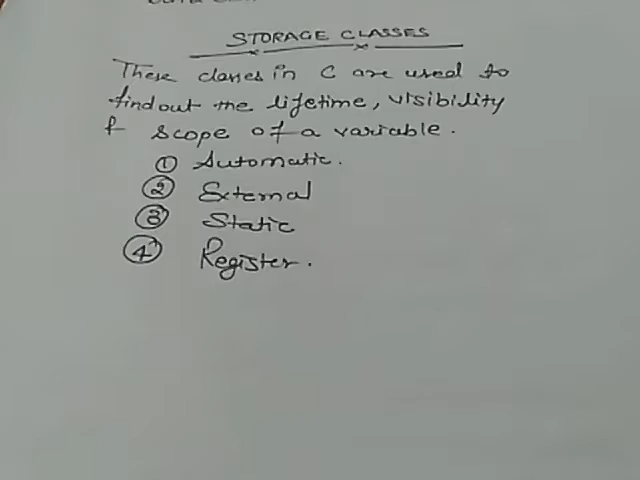 STORAGE CLASSES
These classes in C are used to
find out the lifetime, visibility
& scope of a variable.
① Automatic.
② External
③ Static
④ Register.